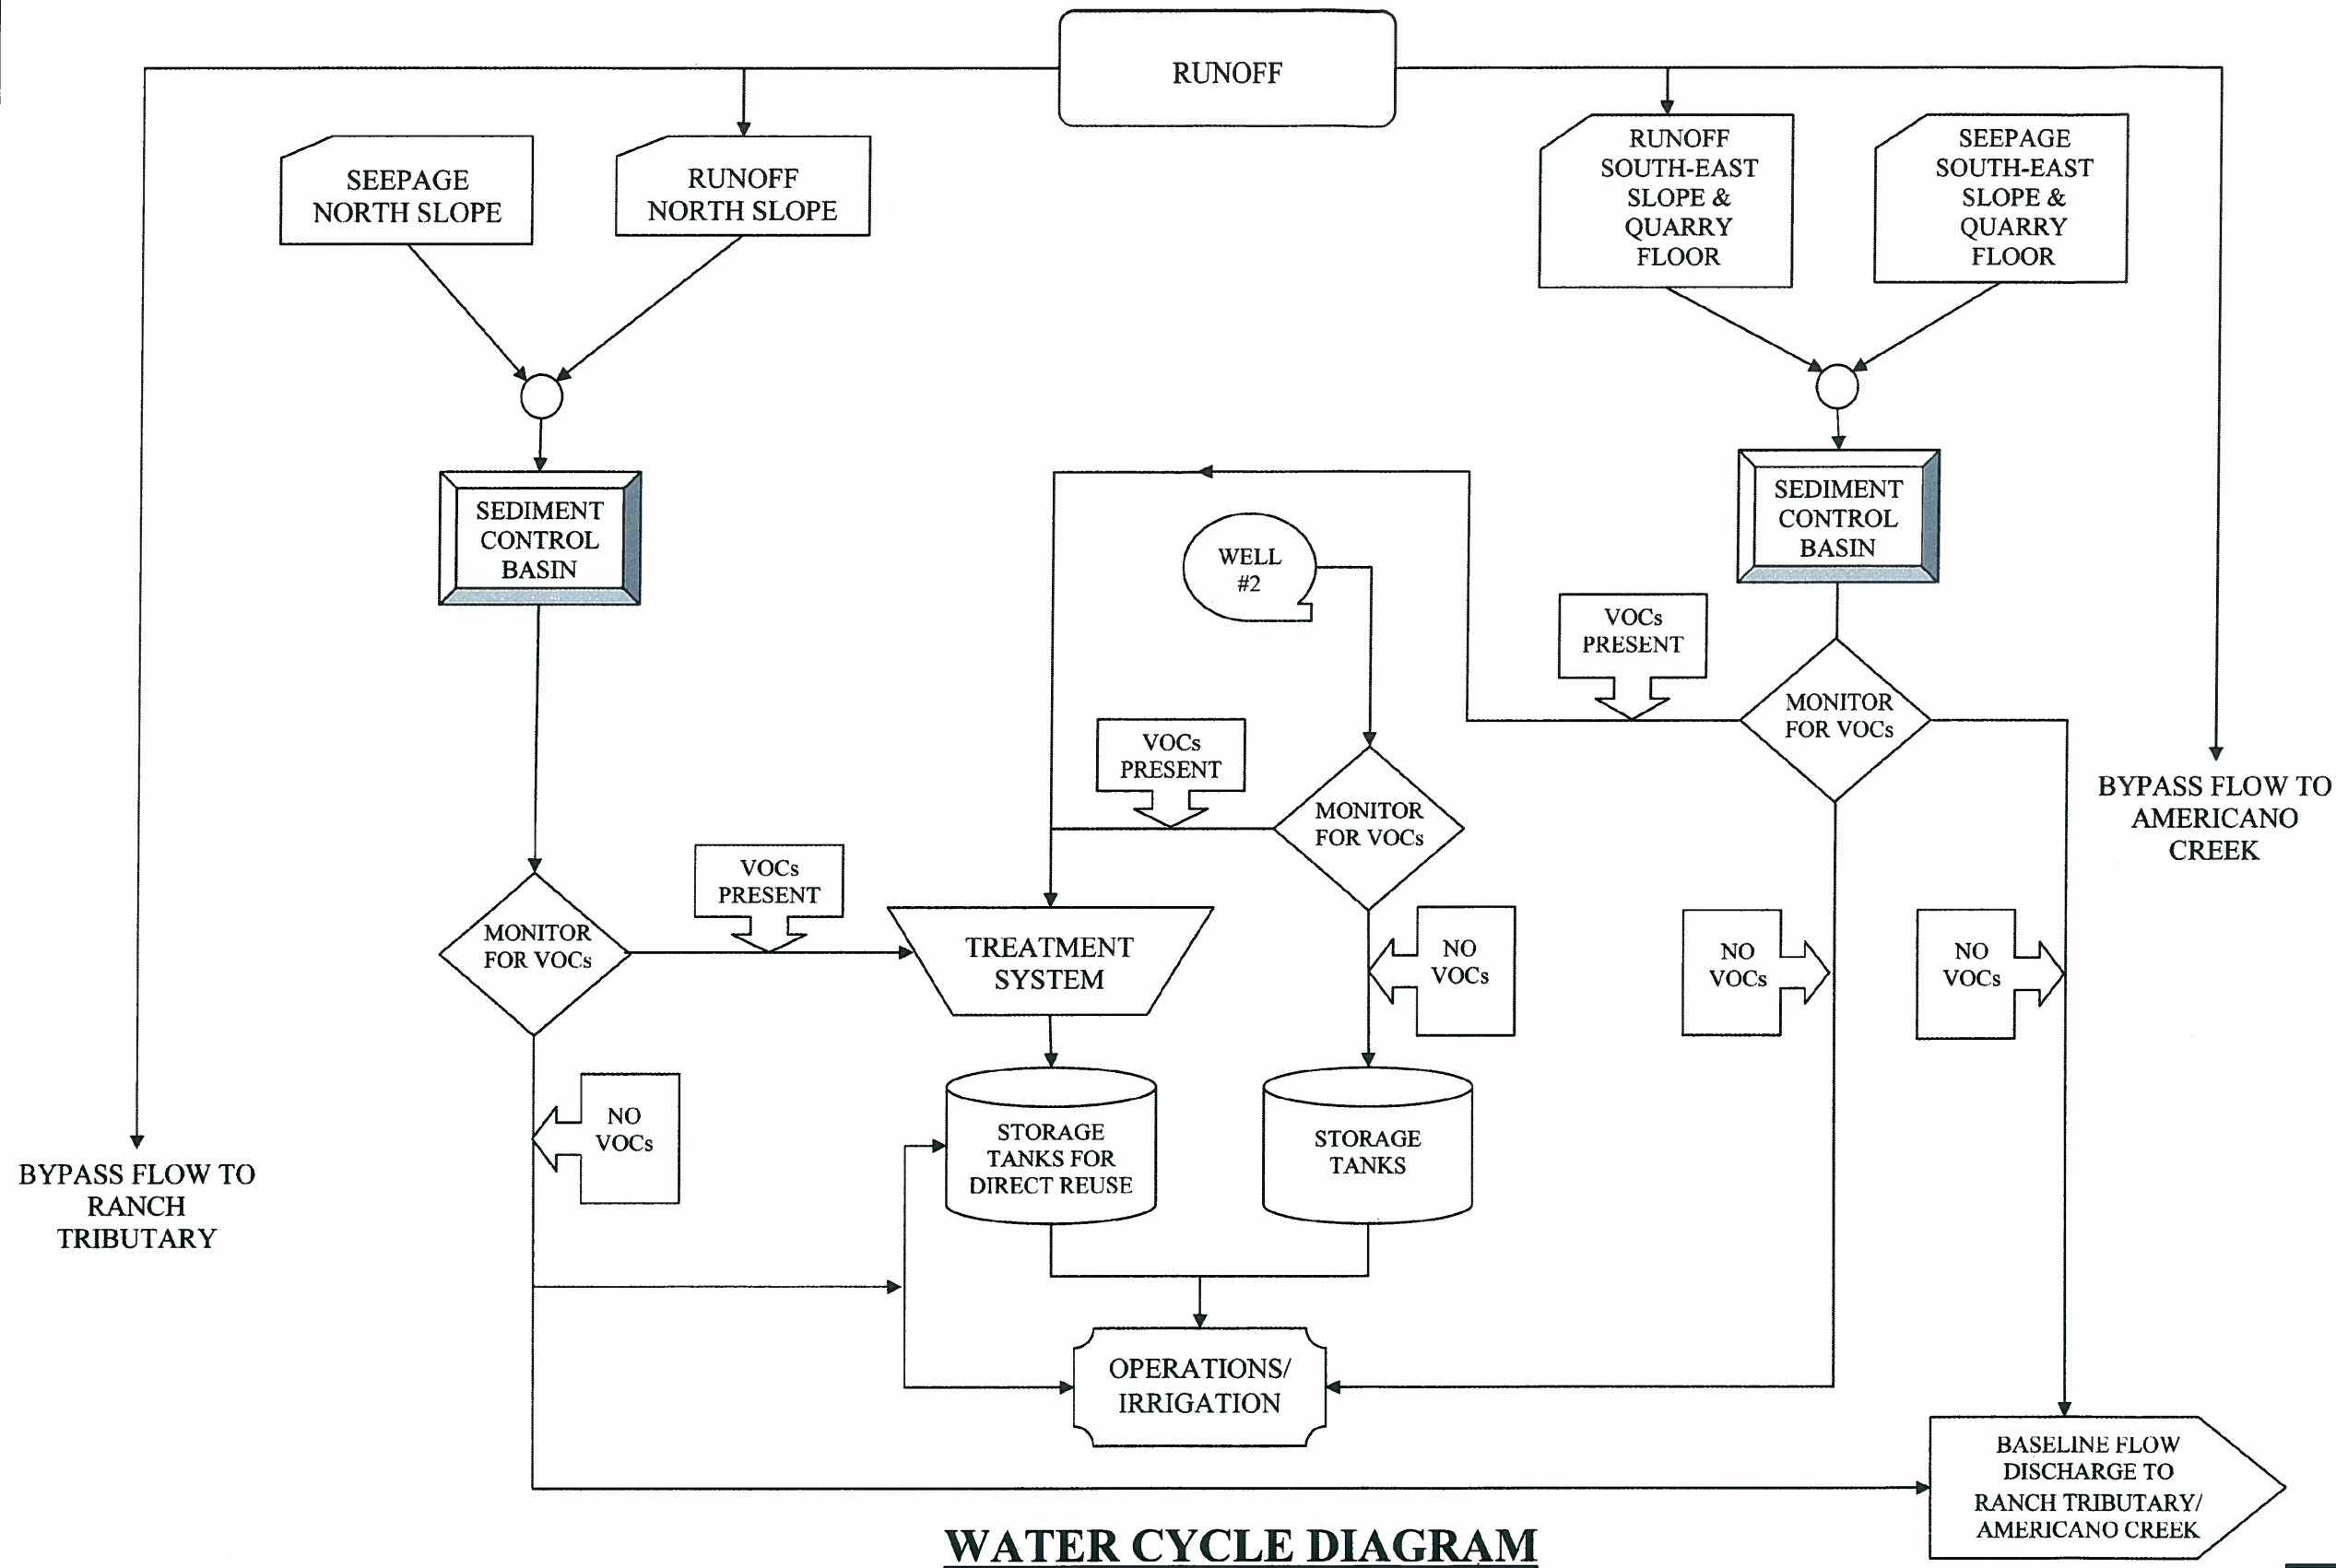 RUNOFF
SEEPAGE
NORTH SLOPE
RUNOFF
NORTH SLOPE
RUNOFF
SOUTH-EAST
SLOPE &
QUARRY
FLOOR
SEEPAGE
SOUTH-EAST
SLOPE &
QUARRY
FLOOR
SEDIMENT
CONTROL
BASIN
WELL
#2
SEDIMENT
CONTROL
BASIN
VOCs
PRESENT
MONITOR
FOR VOCs
VOCs
PRESENT
MONITOR
FOR VOCs
BYPASS FLOW TO
AMERICANO
CREEK
VOCs
PRESENT
MONITOR
FOR VOCs
TREATMENT
SYSTEM
NO
VOCs
NO
VOCs
NO
VOCs
NO
VOCs
BYPASS FLOW TO
RANCH
TRIBUTARY
STORAGE
TANKS FOR
DIRECT REUSE
STORAGE
TANKS
OPERATIONS/
IRRIGATION
BASELINE FLOW
DISCHARGE TO
RANCH TRIBUTARY/
AMERICANO CREEK
WATER CYCLE DIAGRAM